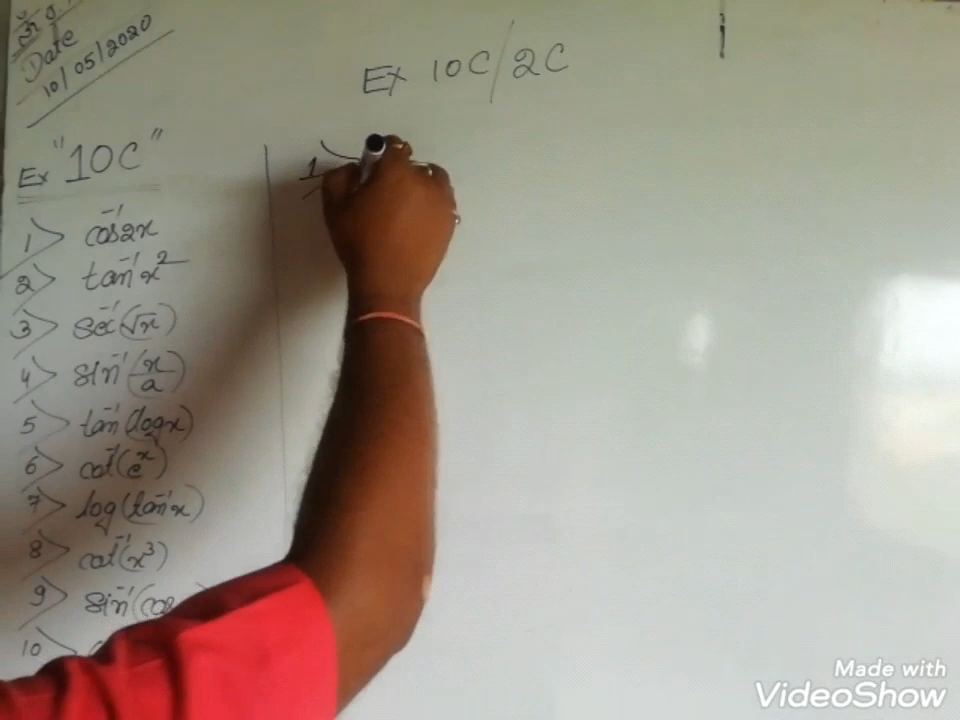 Date
10/05/2020
Ex 10C/2C
Ex "10C"
1> cos⁻¹2x
2> tan⁻¹x²
3> sec⁻¹(√x)
4> sin⁻¹(x/a)
5> tan⁻¹(logx)
6> cot⁻¹(eˣ)
7> log(tan⁻¹x)
8> cot⁻¹(x³)
9> sin⁻¹(cos
10>
1
Made with
VideoShow